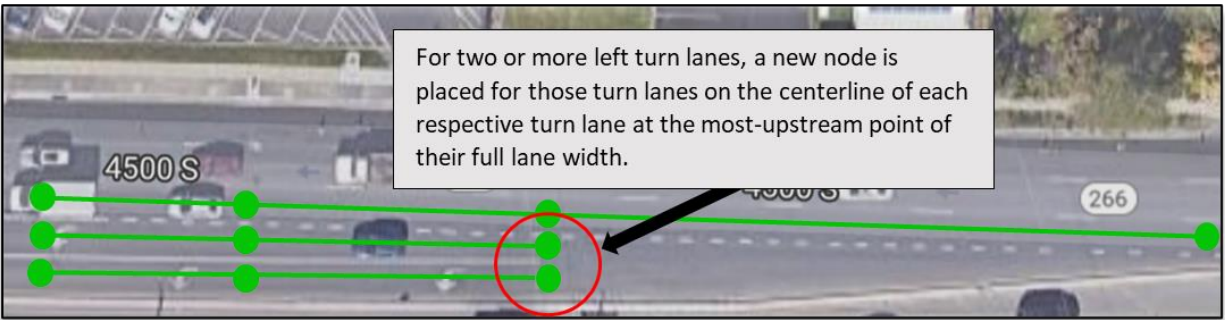 For two or more left turn lanes, a new node is
placed for those turn lanes on the centerline of each
respective turn lane at the most-upstream point of
their full lane width.
4500 S
4500 S
266